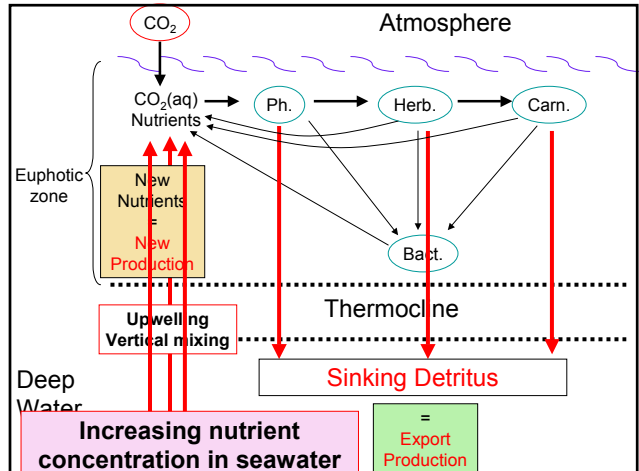 CO2
Atmosphere
CO2(aq)
Nutrients
Ph.
Herb.
Carn.
Euphotic
zone
New
Nutrients
=
New
Production
Bact.
Upwelling
Vertical mixing
Thermocline
Sinking Detritus
Deep
Water
Increasing nutrient
concentration in seawater
=
Export
Production